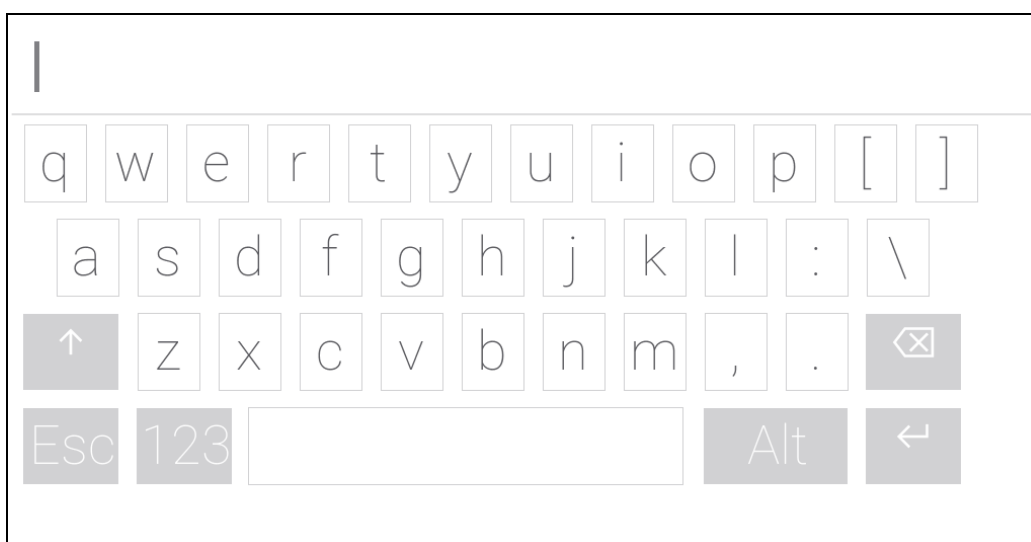 q w e r t y u i o p [ ]
a s d f g h j k l : \
↑ z x c v b n m , . ⌫
Esc 123 Alt ↵